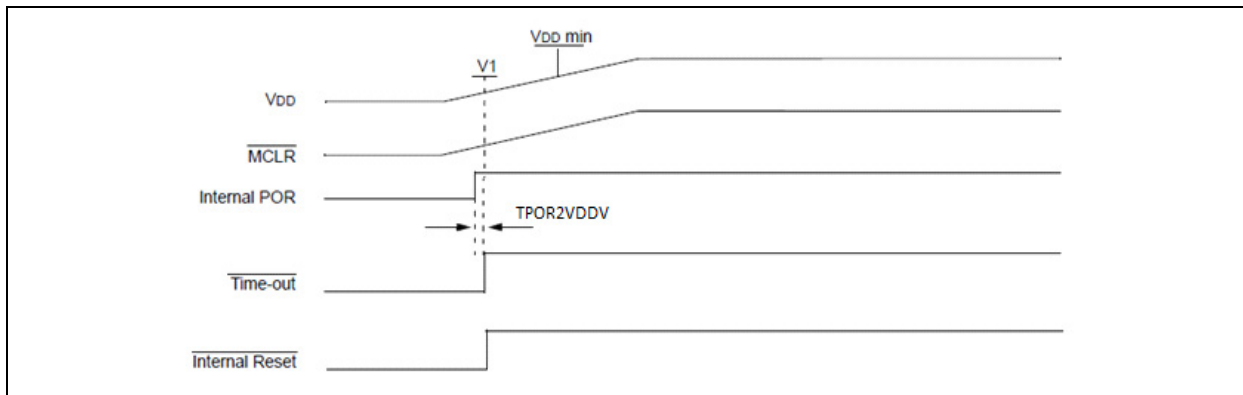 VDD min
V1
VDD
MCLR
Internal POR
TPOR2VDDV
Time-out
Internal Reset